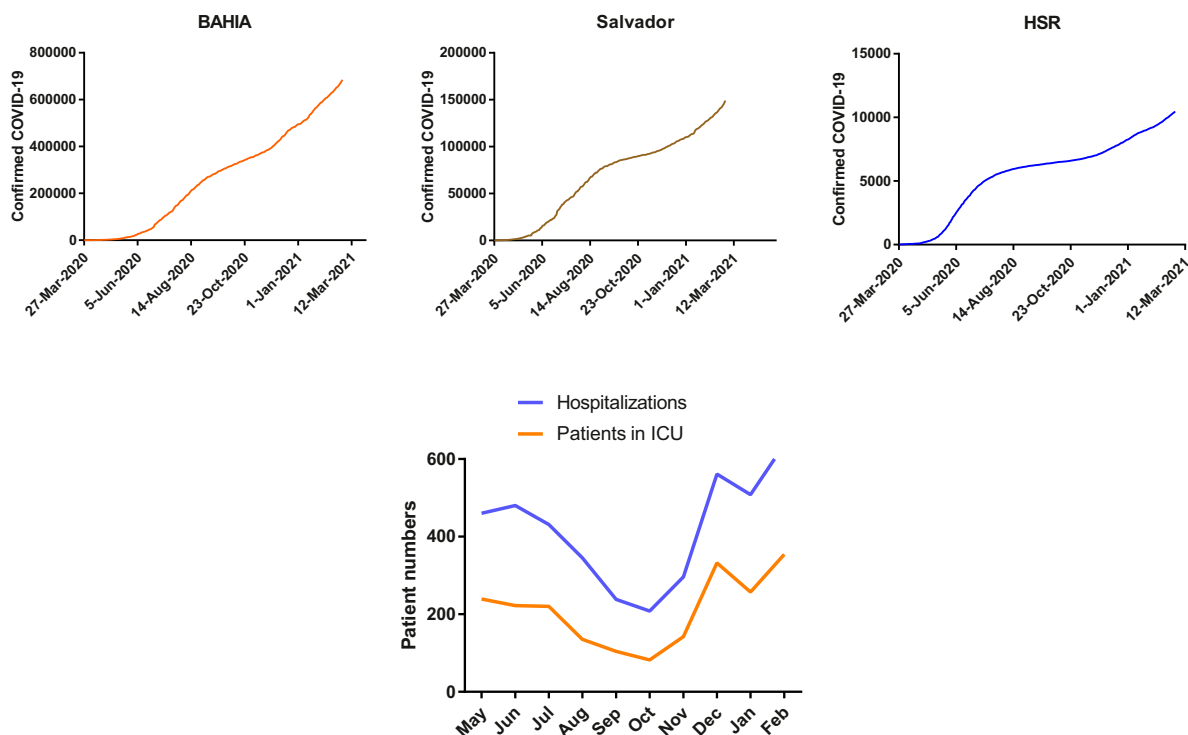 BAHIA
Confirmed COVID-19
800000
600000
400000
200000
0
27-Mar-2020
5-Jun-2020
14-Aug-2020
23-Oct-2020
1-Jan-2021
12-Mar-2021
Salvador
Confirmed COVID-19
200000
150000
100000
50000
0
27-Mar-2020
5-Jun-2020
14-Aug-2020
23-Oct-2020
1-Jan-2021
12-Mar-2021
HSR
Confirmed COVID-19
15000
10000
5000
0
27-Mar-2020
5-Jun-2020
14-Aug-2020
23-Oct-2020
1-Jan-2021
12-Mar-2021
Hospitalizations
Patients in ICU
Patient numbers
600
400
200
0
May
Jun
Jul
Aug
Sep
Oct
Nov
Dec
Jan
Feb